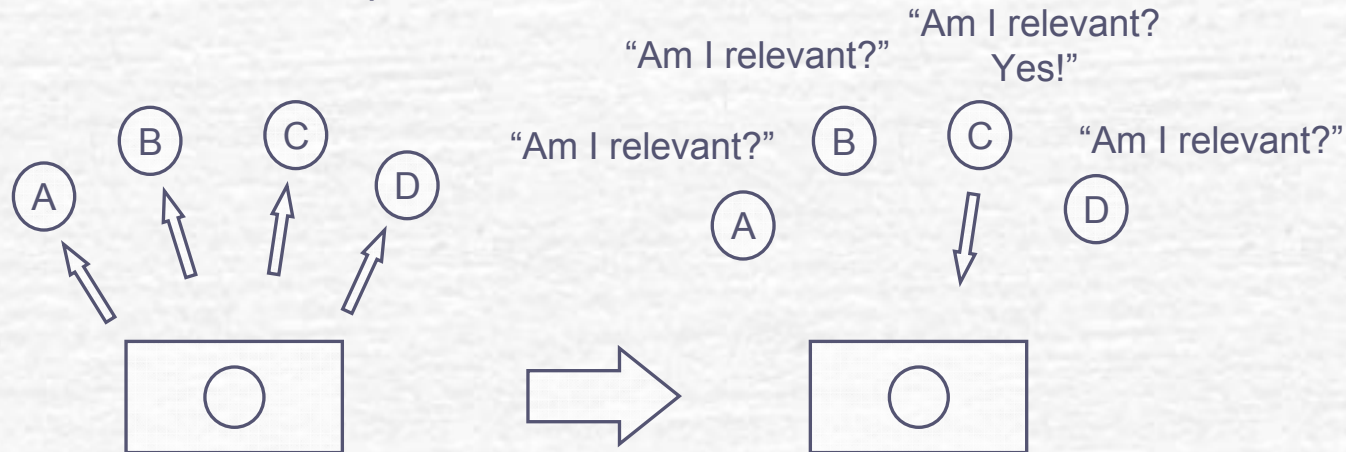 “Am I relevant?
Yes!”
“Am I relevant?”
“Am I relevant?”
“Am I relevant?”
A
B
C
D
A
B
C
D